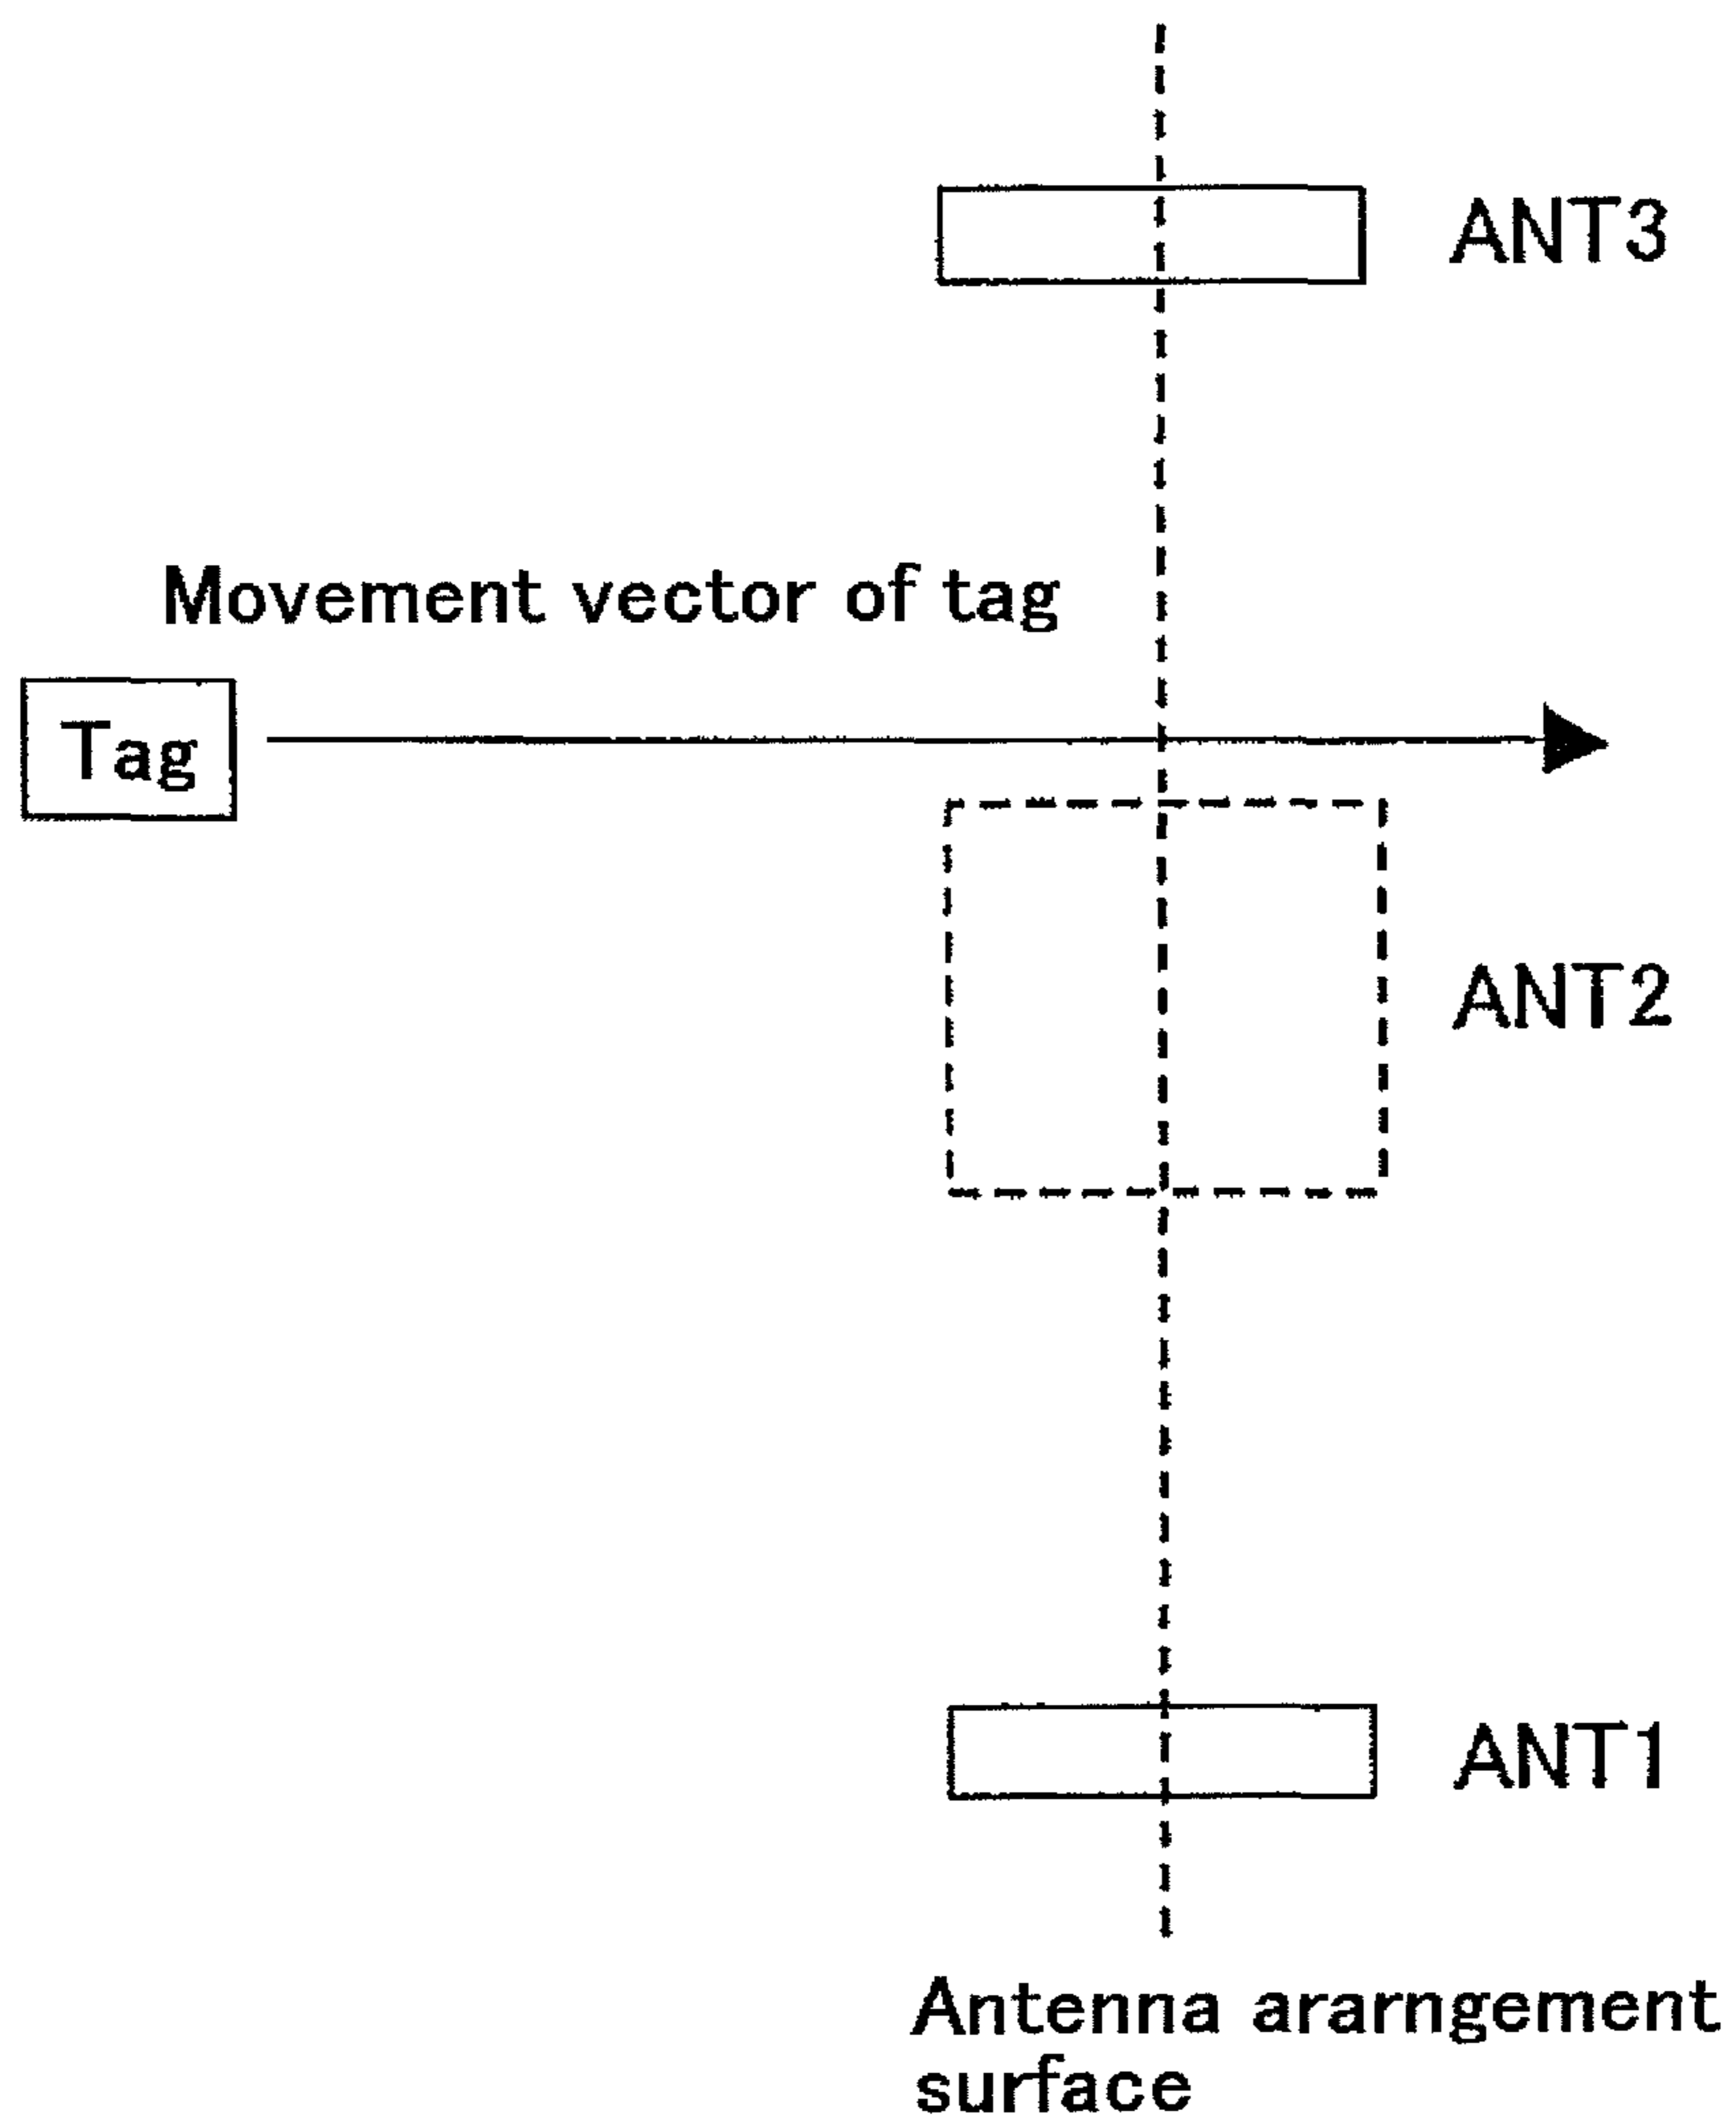 ANT3
Movement vector of tag
Tag
ANT2
ANT1
Antenna ararngement
surface